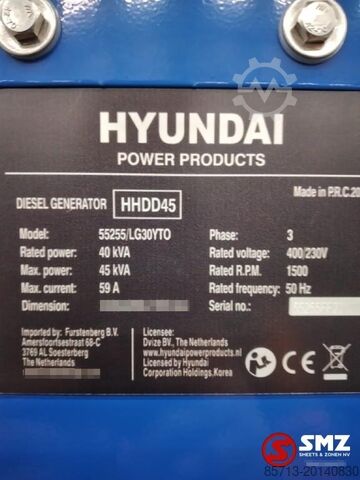 HYUNDAI
POWER PRODUCTS
DIESEL GENERATOR HHDD45 Made in P.R.C.20
Model: 55255/LG30YTO Phase: 3
Rated power: 40 kVA Rated voltage: 400/230V
Max. power: 45 kVA Rated R.P.M. 1500
Max. current: 59 A Rated frequency: 50 Hz
Dimension: Serial no.:
Imported by: Furstenberg B.V. Licensee:
Amersfoortsestraat 68-C Dvize BV., The Netherlands
3769 AL Soesterberg www.hyundaipowerproducts.nl
The Netherlands Licensed by Hyundai
Corporation Holdings, Korea
SMZ
SHEETS & ZONEN NV
85713-20140830